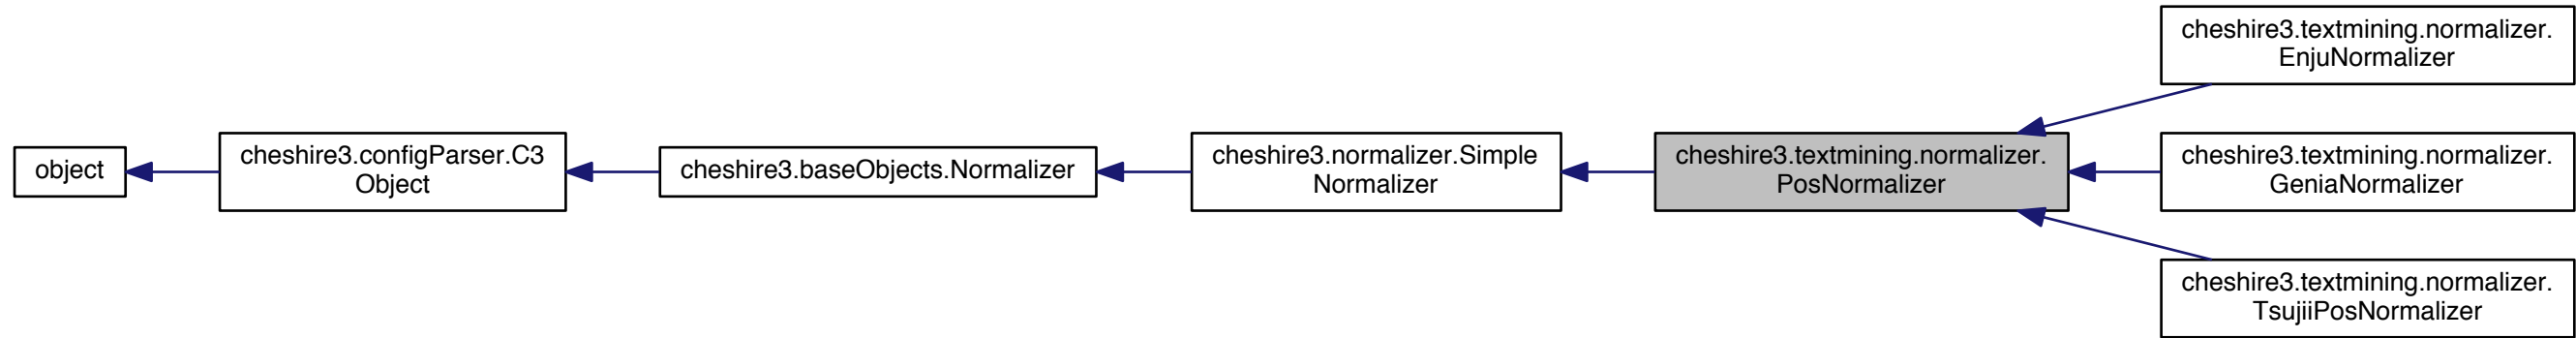 object
cheshire3.configParser.C3
Object
cheshire3.baseObjects.Normalizer
cheshire3.normalizer.Simple
Normalizer
cheshire3.textmining.normalizer.
PosNormalizer
cheshire3.textmining.normalizer.
EnjuNormalizer
cheshire3.textmining.normalizer.
GeniaNormalizer
cheshire3.textmining.normalizer.
TsujiiPosNormalizer